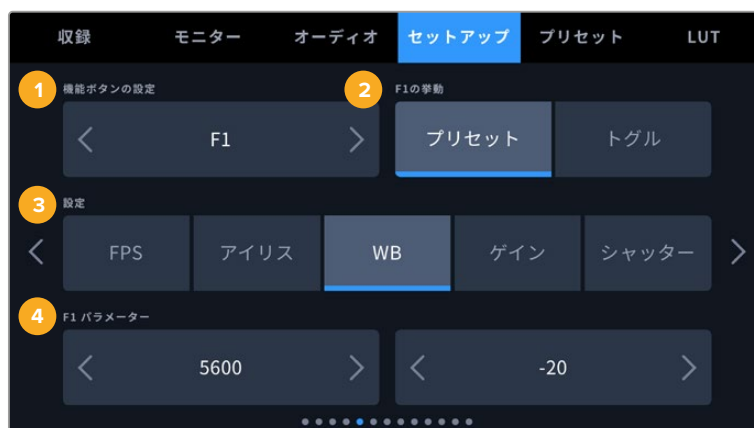 収録 モニター オーディオ セットアップ プリセット LUT
1 機能ボタンの設定 2 F1の挙動
F1 プリセット トグル
3 設定
FPS アイリス WB ゲイン シャッター
4 F1 パラメーター
5600 -20